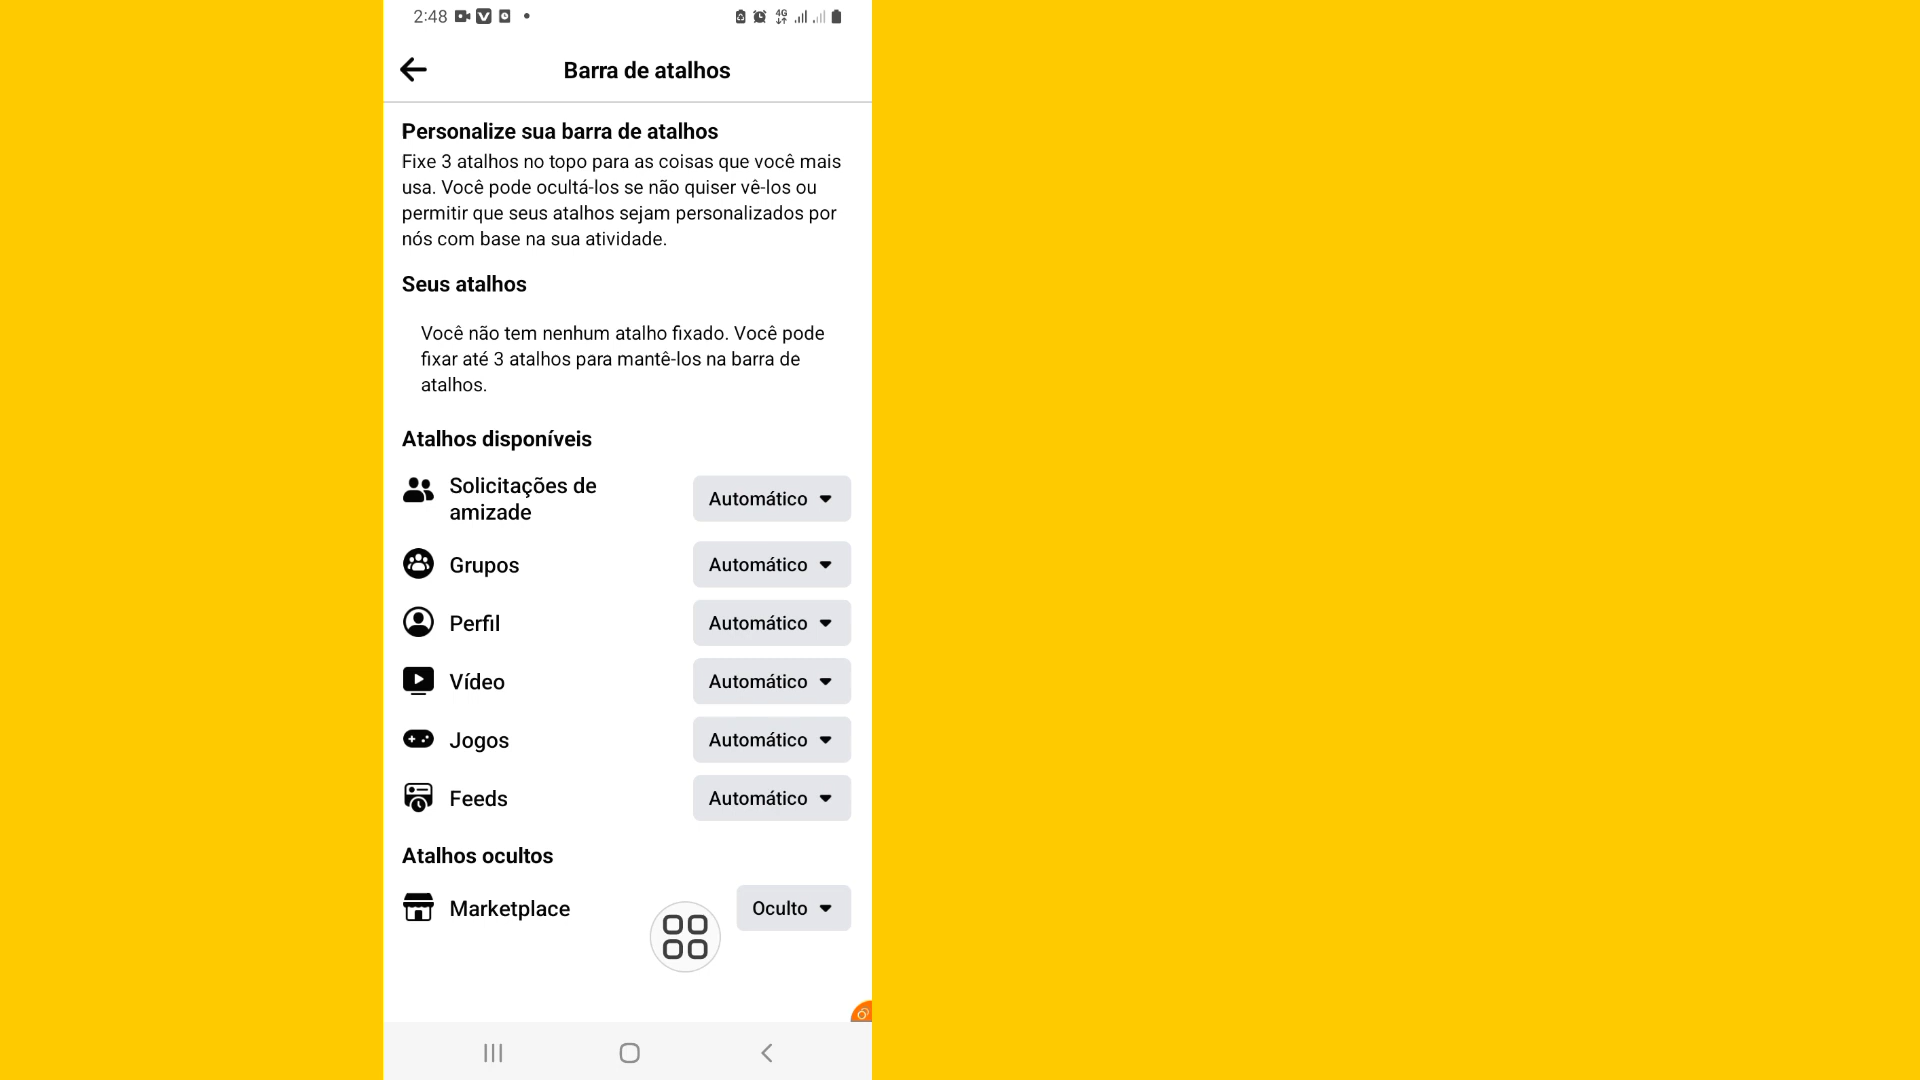 2:48
4G
Barra de atalhos
Personalize sua barra de atalhos
Fixe 3 atalhos no topo para as coisas que você mais
usa. Você pode ocultá-los se não quiser vê-los ou
permitir que seus atalhos sejam personalizados por
nós com base na sua atividade.
Seus atalhos
Você não tem nenhum atalho fixado. Você pode
fixar até 3 atalhos para mantê-los na barra de
atalhos.
Atalhos disponíveis
Solicitações de
amizade
Automático
Grupos
Automático
Perfil
Automático
Vídeo
Automático
Jogos
Automático
Feeds
Automático
Atalhos ocultos
Marketplace
Oculto